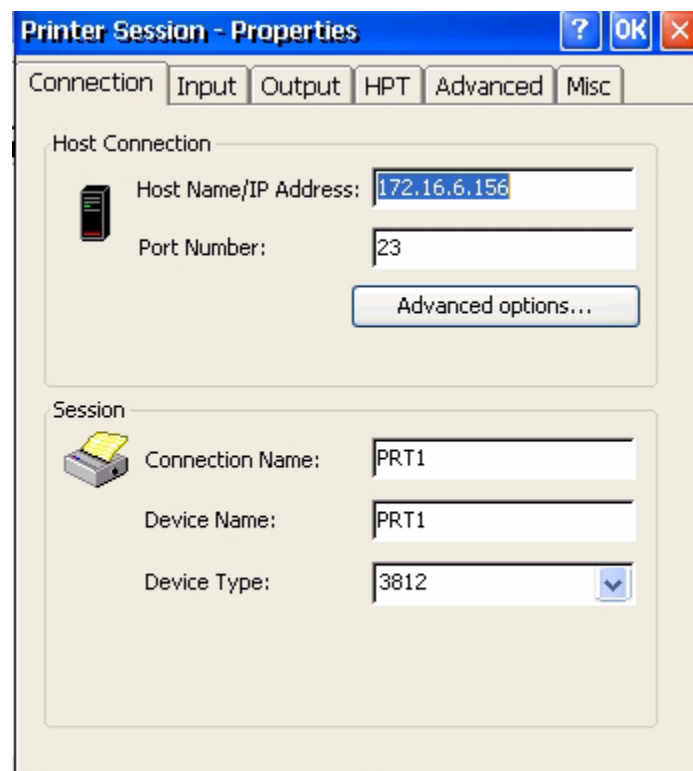 Printer Session - Properties ? OK X
Connection Input Output HPT Advanced Misc
Host Connection
Host Name/IP Address: 172.16.6.156
Port Number: 23
Advanced options...
Session
Connection Name: PRT1
Device Name: PRT1
Device Type: 3812